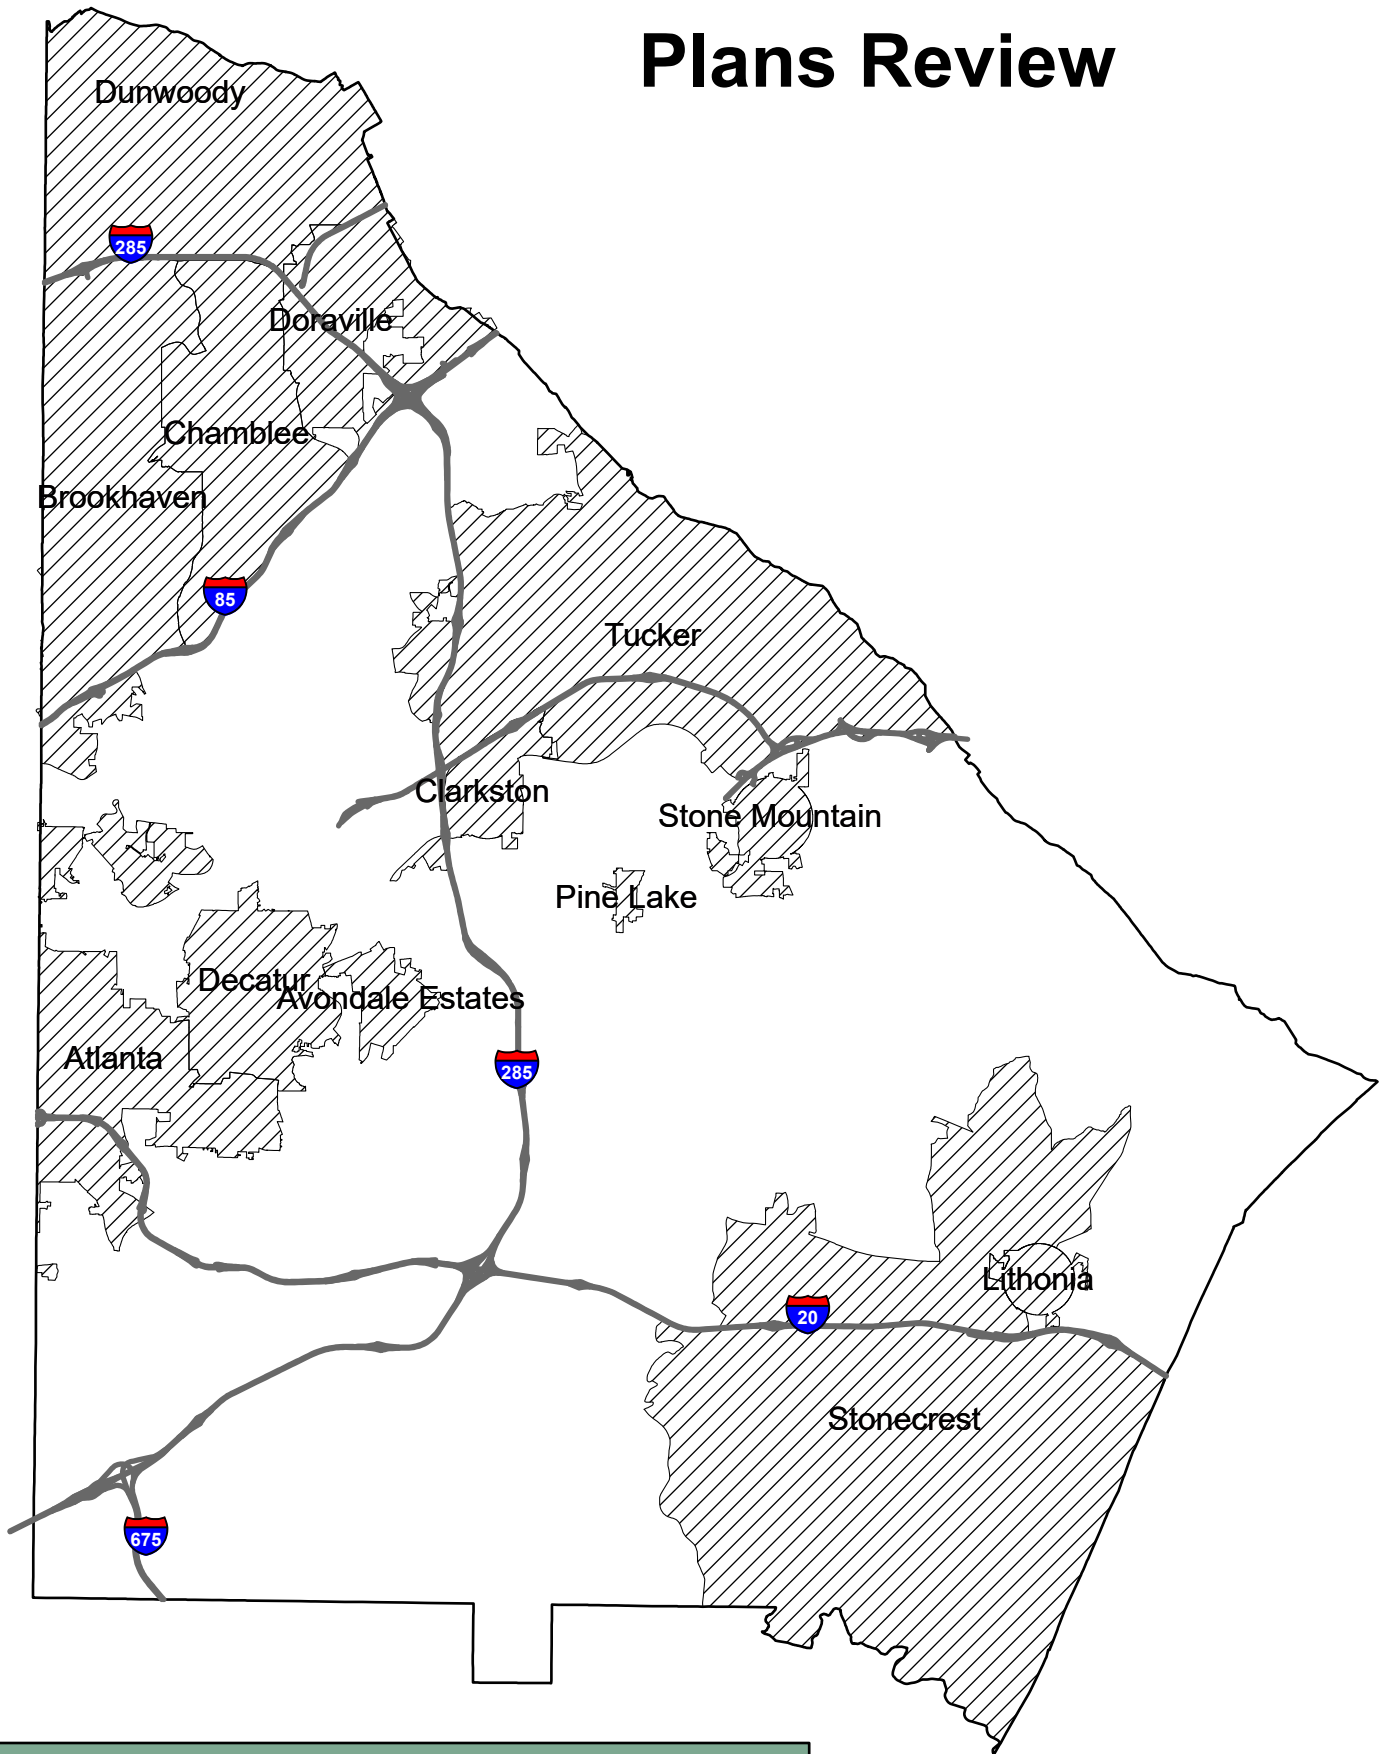 Plans Review
Dunwoody
285
Doraville
Chamblee
Brookhaven
85
Tucker
Clarkston
Stone Mountain
Pine Lake
Decatur
Avondale Estates
Atlanta
285
Lithonia
20
Stonecrest
675